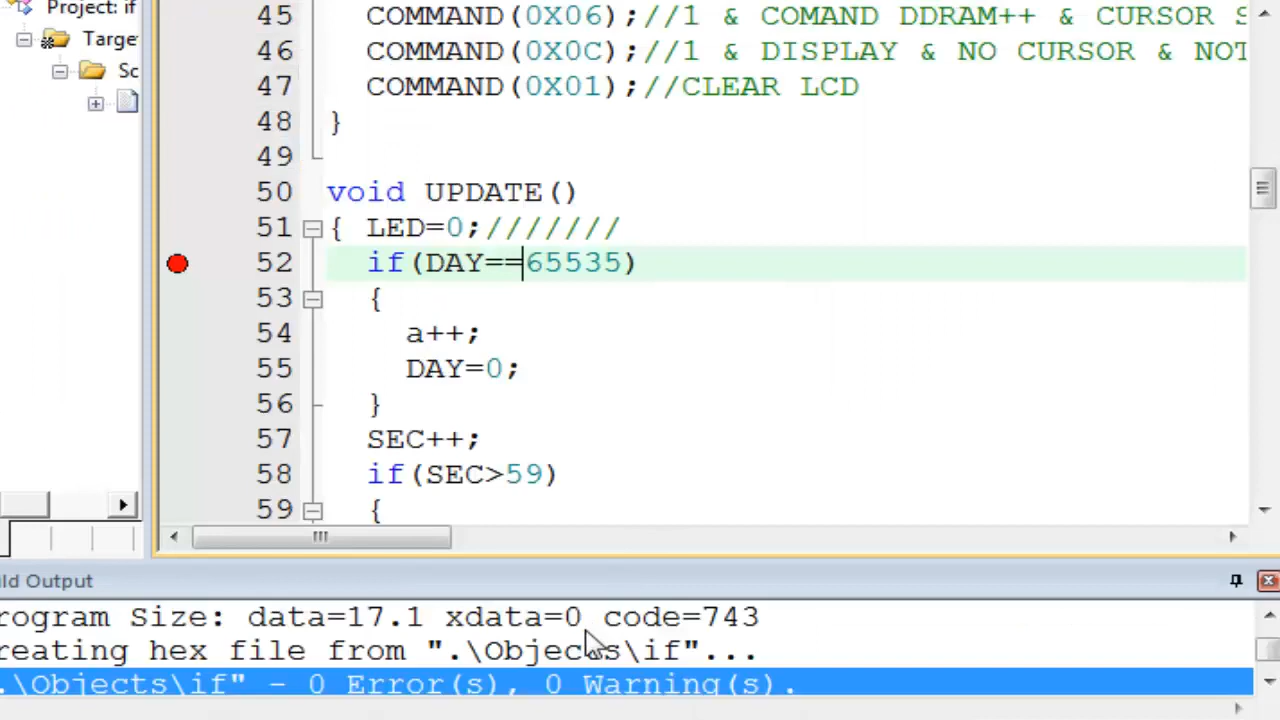 Project: if
Targe
Sc
45 COMMAND(0X06);//1 & COMAND DDRAM++ & CURSOR S
46 COMMAND(0X0C);//1 & DISPLAY & NO CURSOR & NOT
47 COMMAND(0X01);//CLEAR LCD
48 }
49
50 void UPDATE()
51 { LED=0;///////
52 if(DAY==65535)
53 {
54 a++;
55 DAY=0;
56 }
57 SEC++;
58 if(SEC>59)
59 {
ld Output
rogram Size: data=17.1 xdata=0 code=743
reating hex file from ".\Objects\if"...
.\Objects\if" - 0 Error(s), 0 Warning(s).